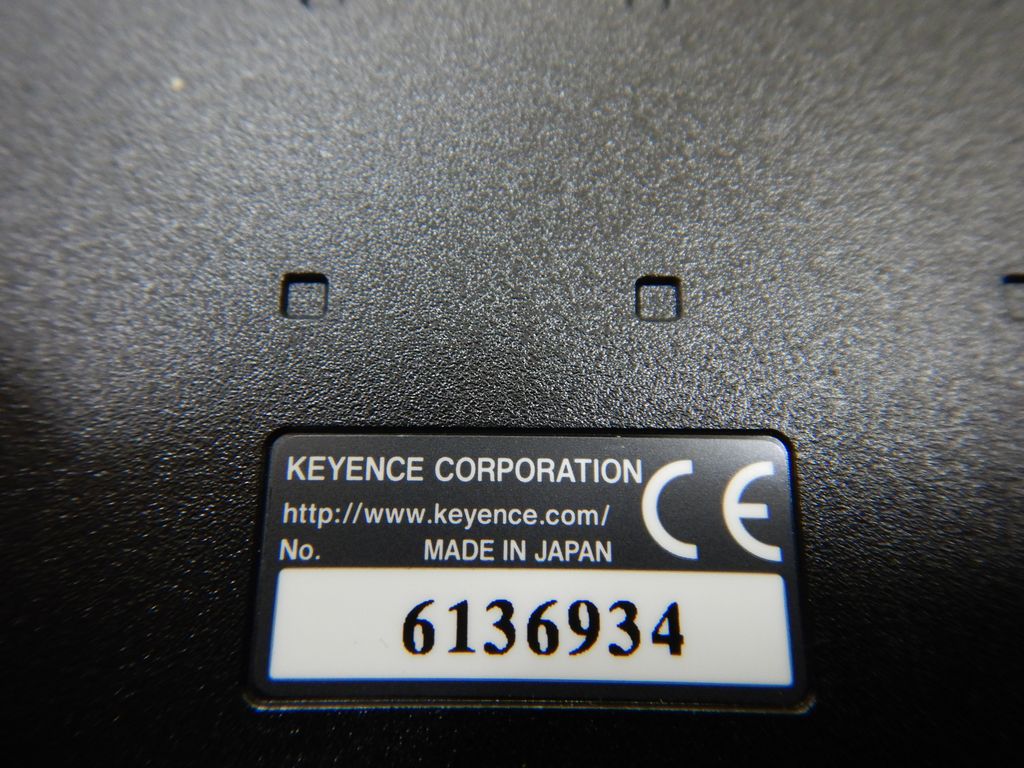 KEYENCE CORPORATION
http://www.keyence.com/
No. MADE IN JAPAN
CE
6136934